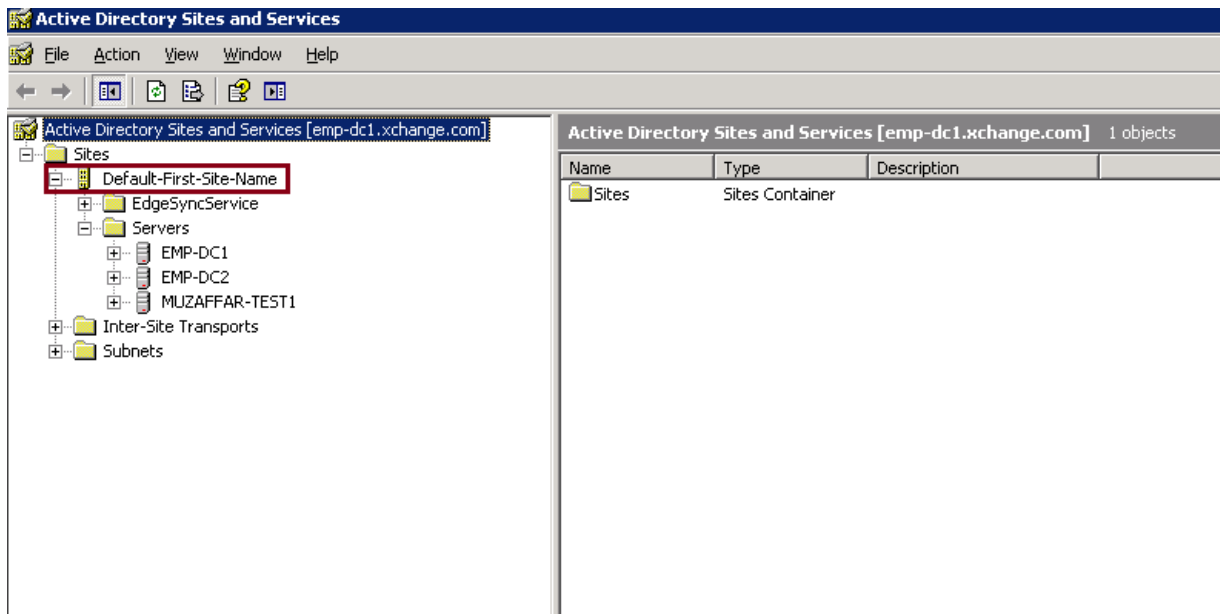 Active Directory Sites and Services
File Action View Window Help
Active Directory Sites and Services [emp-dc1.xchange.com]
Sites
Default-First-Site-Name
EdgeSyncService
Servers
EMP-DC1
EMP-DC2
MUZAFFAR-TEST1
Inter-Site Transports
Subnets
Active Directory Sites and Services [emp-dc1.xchange.com] 1 objects
Name Type Description
Sites Sites Container